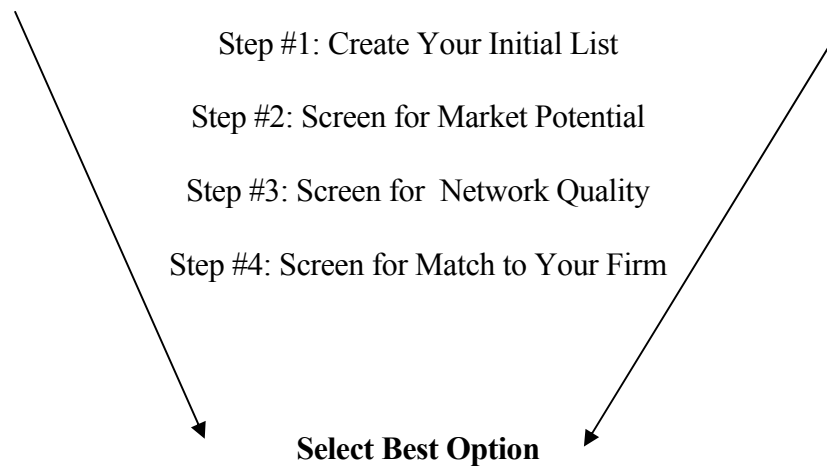 Step #1: Create Your Initial List
Step #2: Screen for Market Potential
Step #3: Screen for  Network Quality
Step #4: Screen for Match to Your Firm
Select Best Option